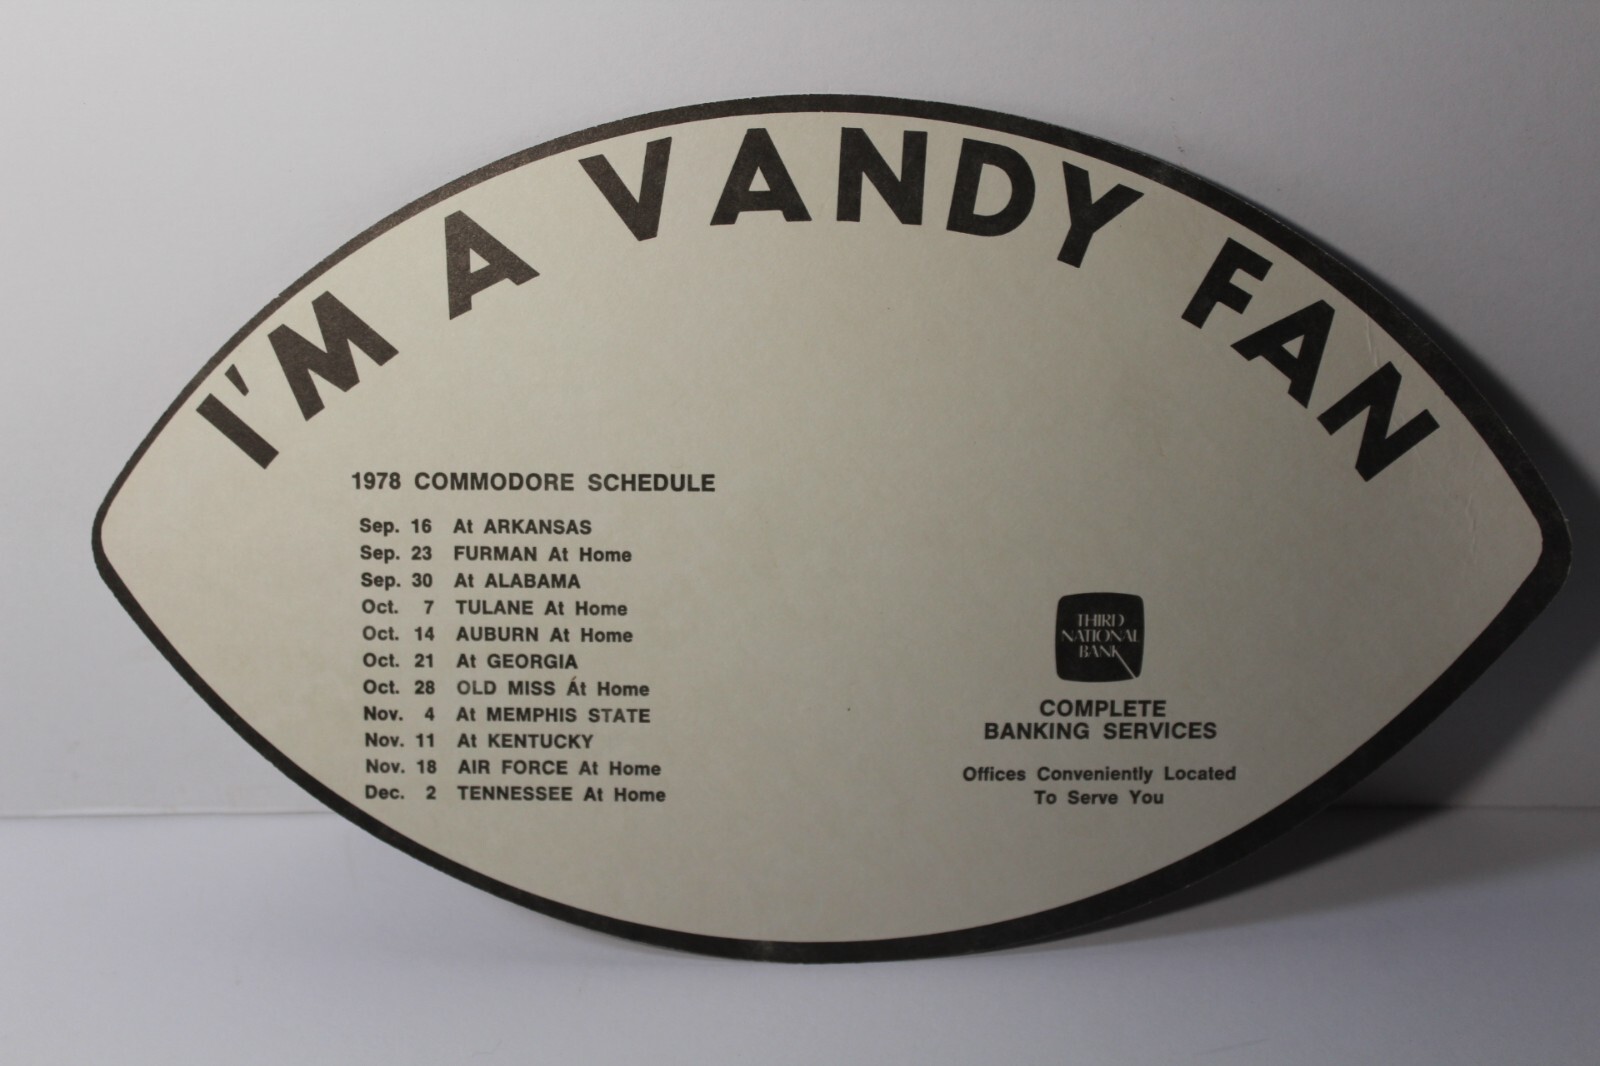 I'M A VANDY FAN
1978 COMMODORE SCHEDULE
Sep. 16 At ARKANSAS
Sep. 23 FURMAN At Home
Sep. 30 At ALABAMA
Oct. 7 TULANE At Home
Oct. 14 AUBURN At Home
Oct. 21 At GEORGIA
Oct. 28 OLD MISS At Home
Nov. 4 At MEMPHIS STATE
Nov. 11 At KENTUCKY
Nov. 18 AIR FORCE At Home
Dec. 2 TENNESSEE At Home
THIRD
NATIONAL
BANK
COMPLETE
BANKING SERVICES
Offices Conveniently Located
To Serve You